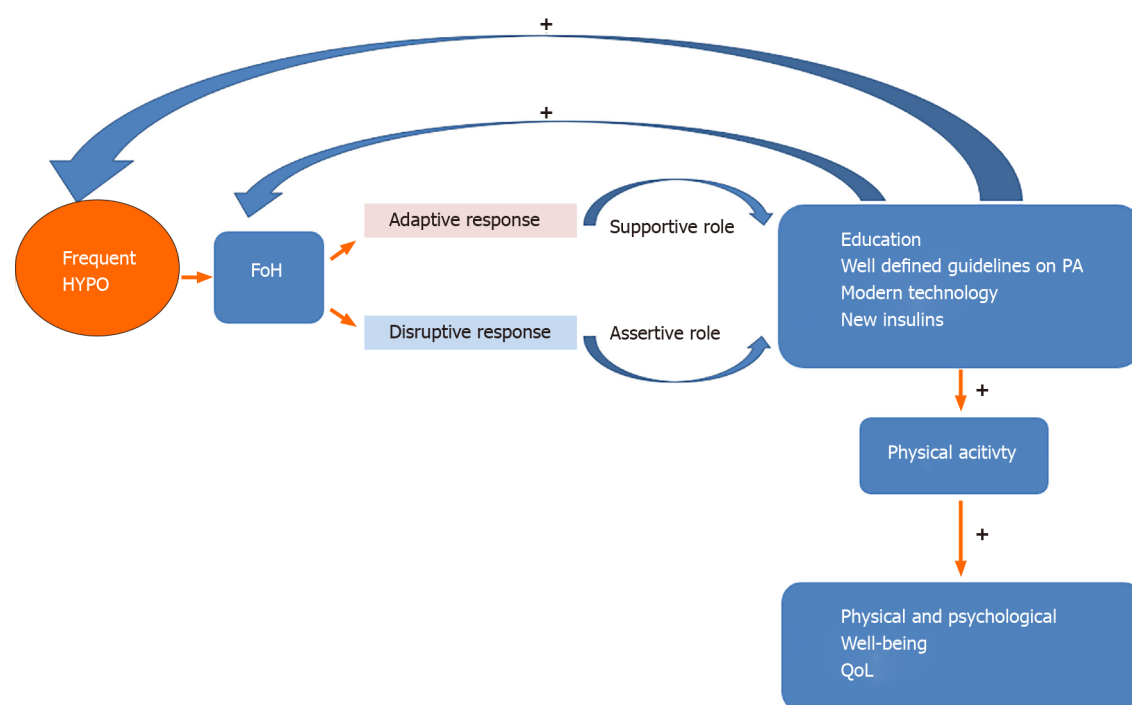 +
+
Frequent
HYPO
FoH
Adaptive response
Disruptive response
Supportive role
Assertive role
Education
Well defined guidelines on PA
Modern technology
New insulins
+
Physical acitivty
+
Physical and psychological
Well-being
QoL